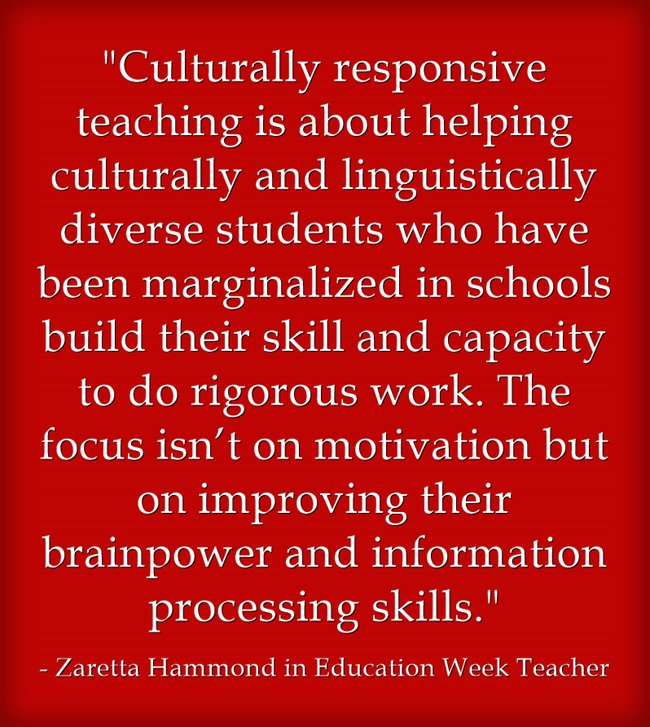 "Culturally responsive
teaching is about helping
culturally and linguistically
diverse students who have
been marginalized in schools
build their skill and capacity
to do rigorous work. The
focus isn’t on motivation but
on improving their
brainpower and information
processing skills."
- Zaretta Hammond in Education Week Teacher